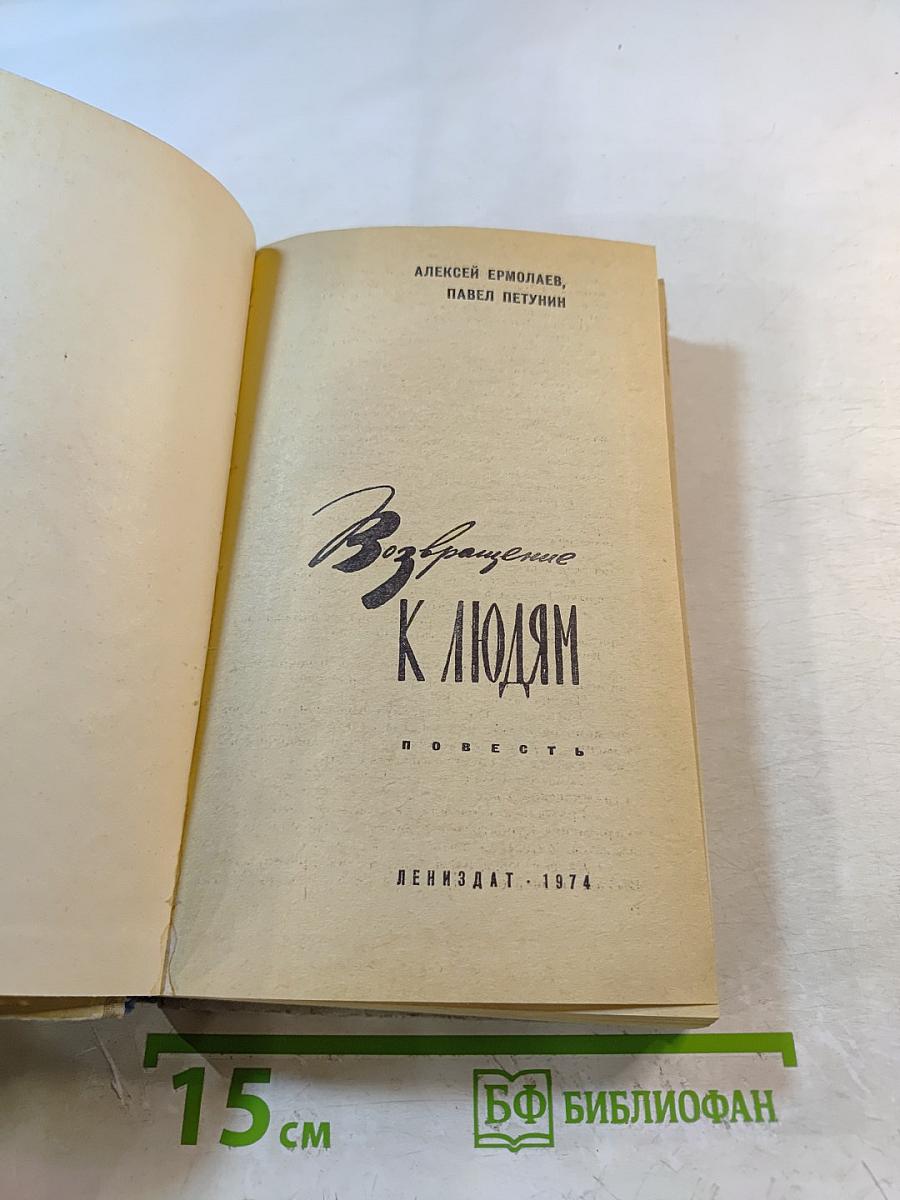 АЛЕКСЕЙ ЕРМОЛАЕВ,
ПАВЕЛ ПЕТУНИН
Возвращение
К ЛЮДЯМ
ПОВЕСТЬ
ЛЕНИЗДАТ · 1974
15 см
БФ БИБЛИОФАН